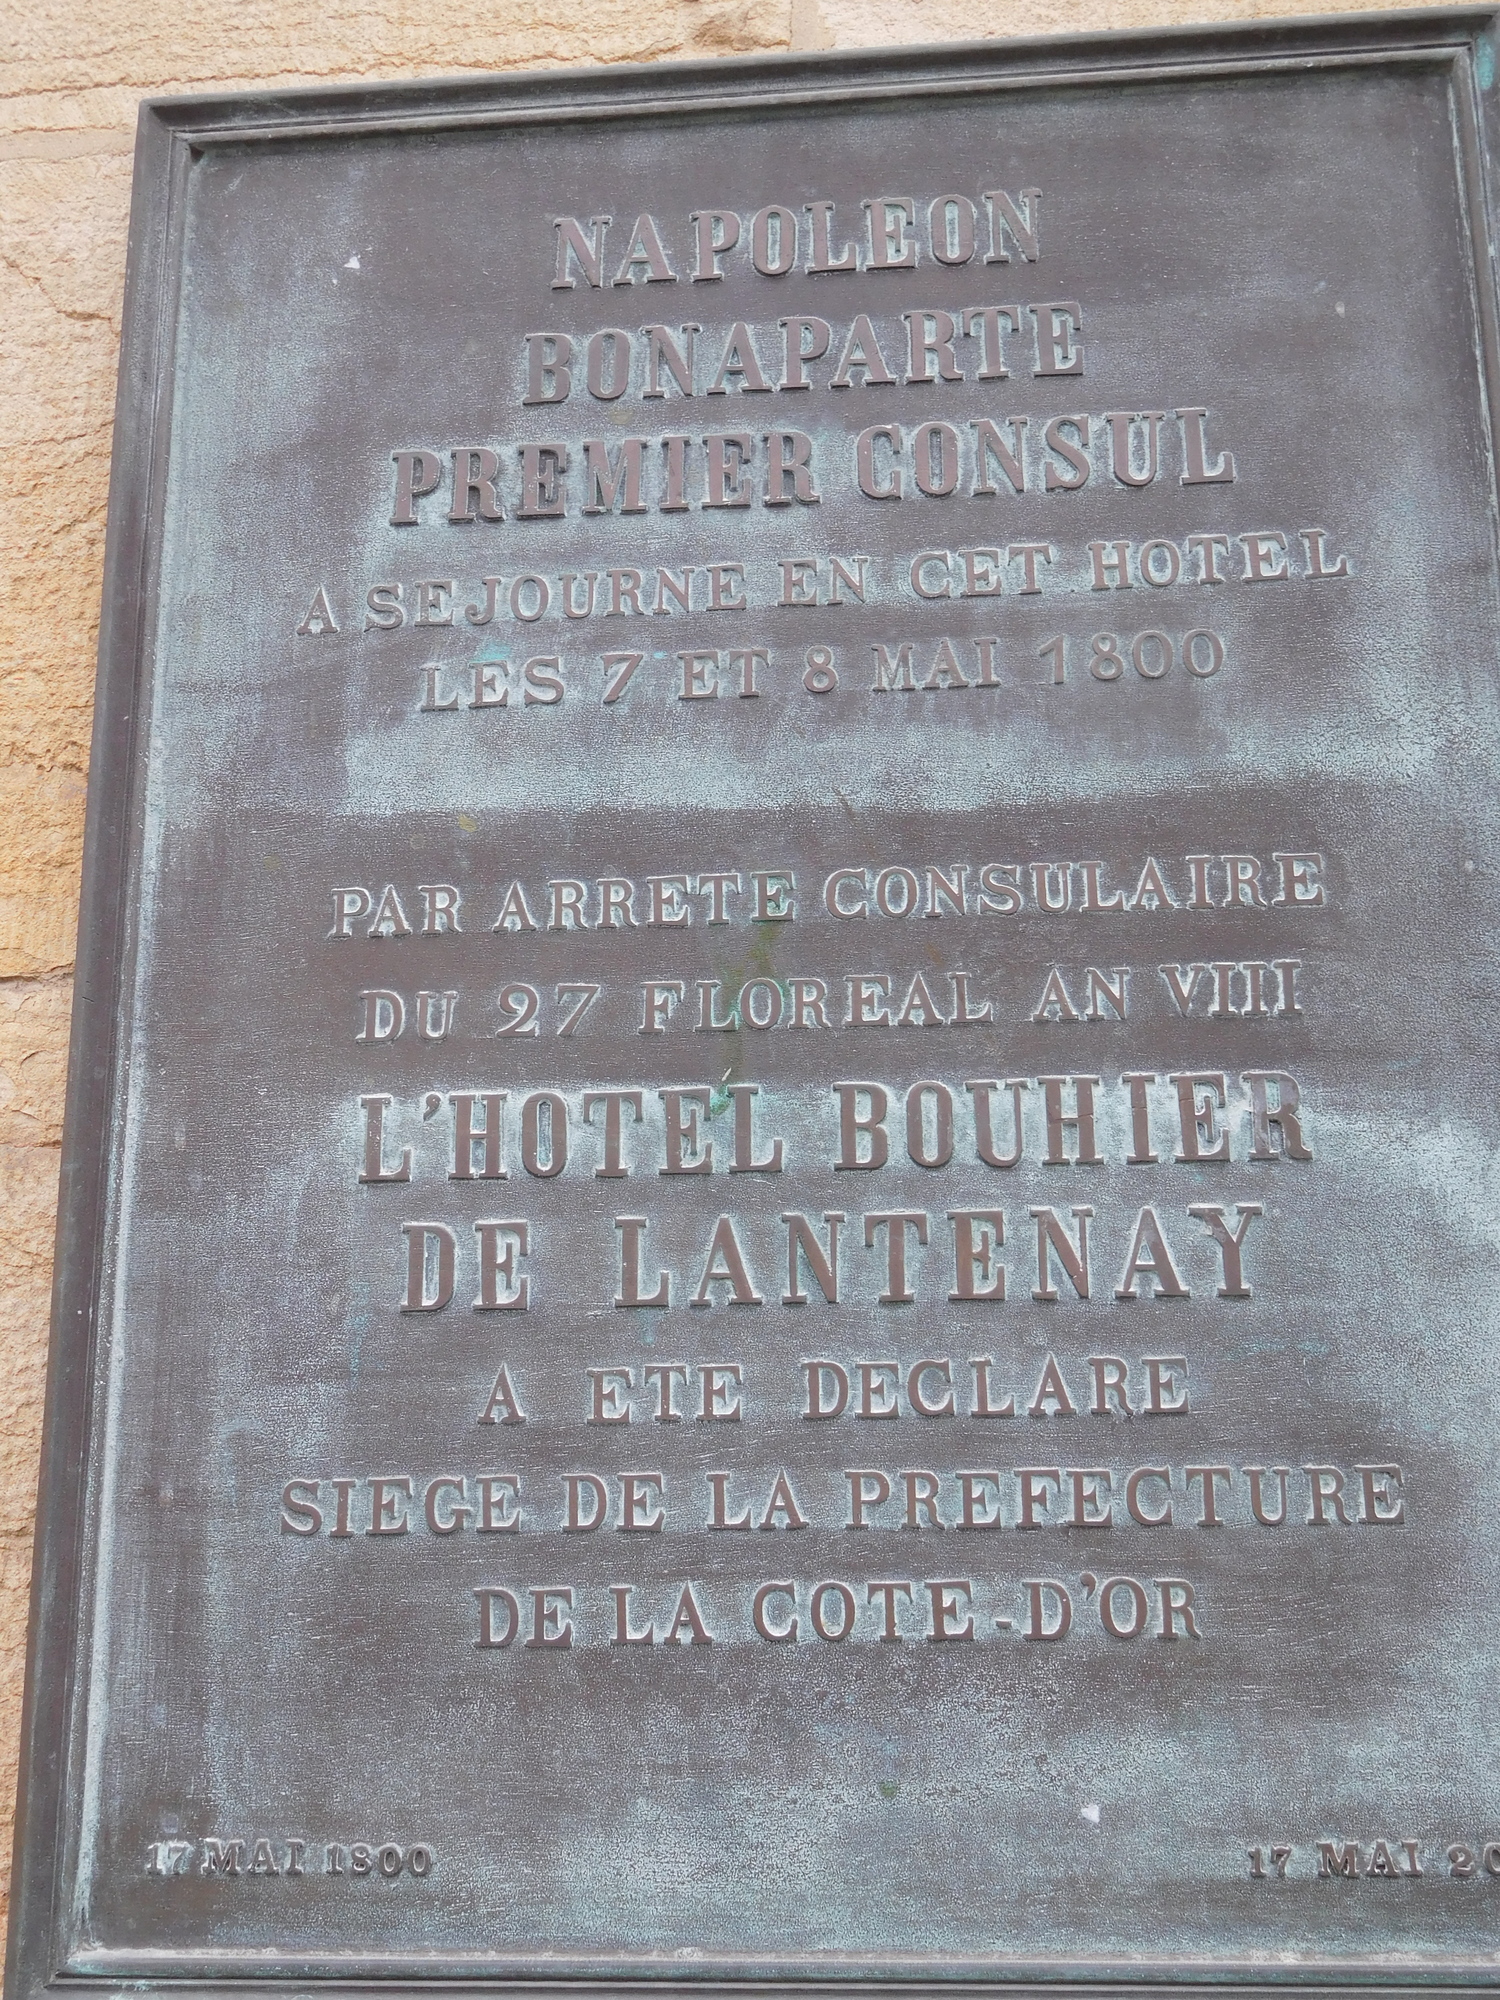 NAPOLEON
BONAPARTE
PREMIER CONSUL
A SEJOURNE EN CET HOTEL
LES 7 ET 8 MAI 1800
PAR ARRETE CONSULAIRE
DU 27 FLOREAL AN VIII
L'HOTEL BOUHIER
DE LANTENAY
A ETE DECLARE
SIEGE DE LA PREFECTURE
DE LA COTE-D'OR
17 MAI 1800
17 MAI